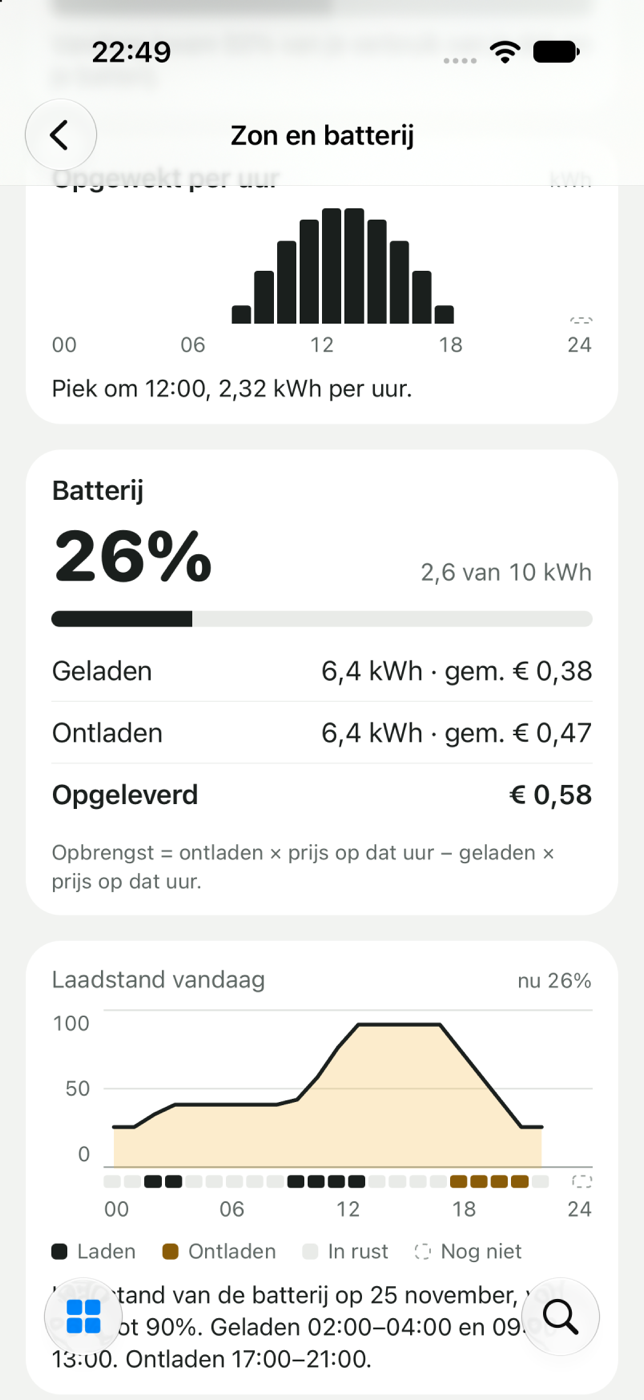 22:49
Zon en batterij
Opgewekt per uur kWh
00 06 12 18 24
Piek om 12:00, 2,32 kWh per uur.
Batterij
26%
2,6 van 10 kWh
Geladen 6,4 kWh · gem. € 0,38
Ontladen 6,4 kWh · gem. € 0,47
Opgeleverd € 0,58
Opbrengst = ontladen × prijs op dat uur – geladen ×
prijs op dat uur.
Laadstand vandaag nu 26%
100
50
0
00 06 12 18 24
Laden Ontladen In rust Nog niet
van de batterij op 25 november,
90%. Geladen 02:00–04:00 en
13:00. Ontladen 17:00–21:00.